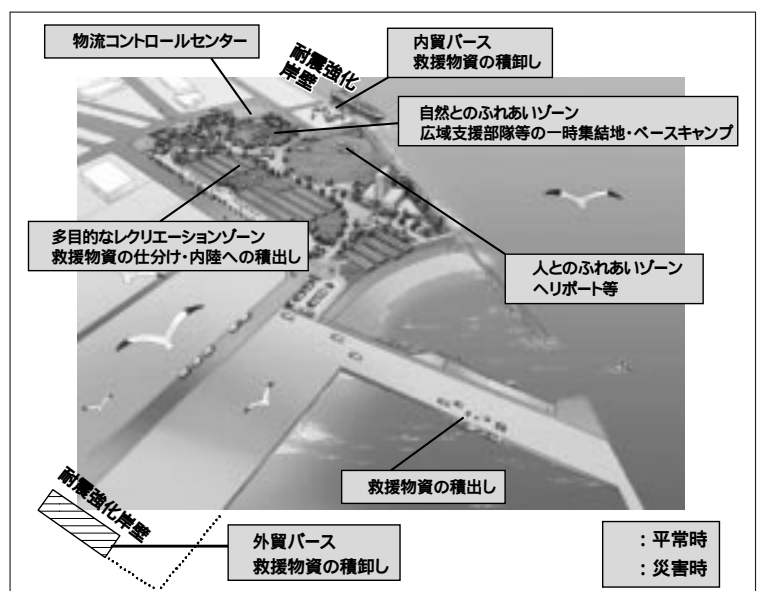 物流コントロールセンター
耐震強化
岸壁
内貿バース
救援物資の積卸し
自然とのふれあいゾーン
広域支援部隊等の一時集結地・ベースキャンプ
多目的なレクリエーションゾーン
救援物資の仕分け・内陸への積出し
人とのふれあいゾーン
ヘリポート等
救援物資の積出し
耐震強化岸壁
外貿バース
救援物資の積卸し
：平常時
：災害時